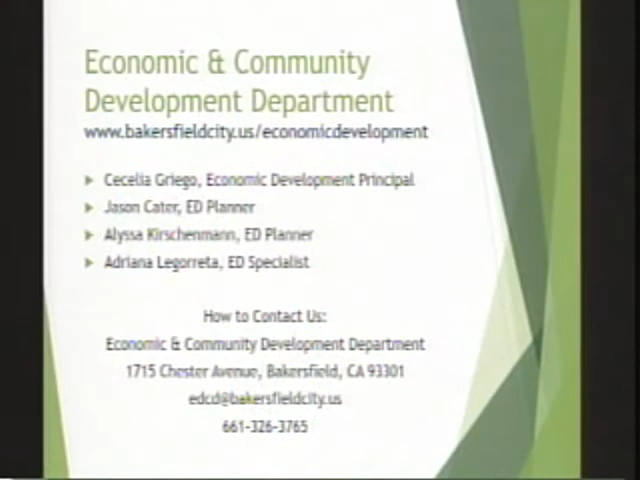 Economic & Community
Development Department
www.bakersfieldcity.us/economicdevelopment
Cecelia Griego, Economic Development Principal
Jason Cater, ED Planner
Alyssa Kirschenmann, ED Planner
Adriana Legorreta, ED Specialist
How to Contact Us:
Economic & Community Development Department
1715 Chester Avenue, Bakersfield, CA 93301
edcd@bakersfieldcity.us
661-326-3765